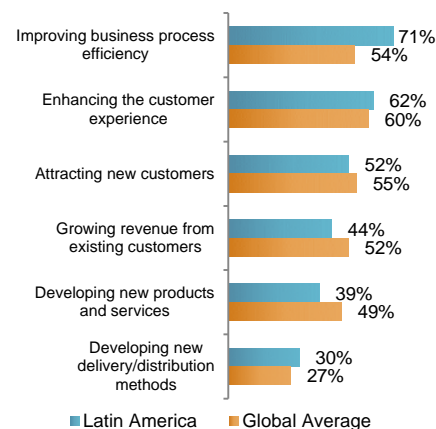 Improving business process
efficiency
71%
54%
Enhancing the customer
experience
62%
60%
Attracting new customers
52%
55%
Growing revenue from
existing customers
44%
52%
Developing new products
and services
39%
49%
Developing new
delivery/distribution
methods
30%
27%
Latin America
Global Average